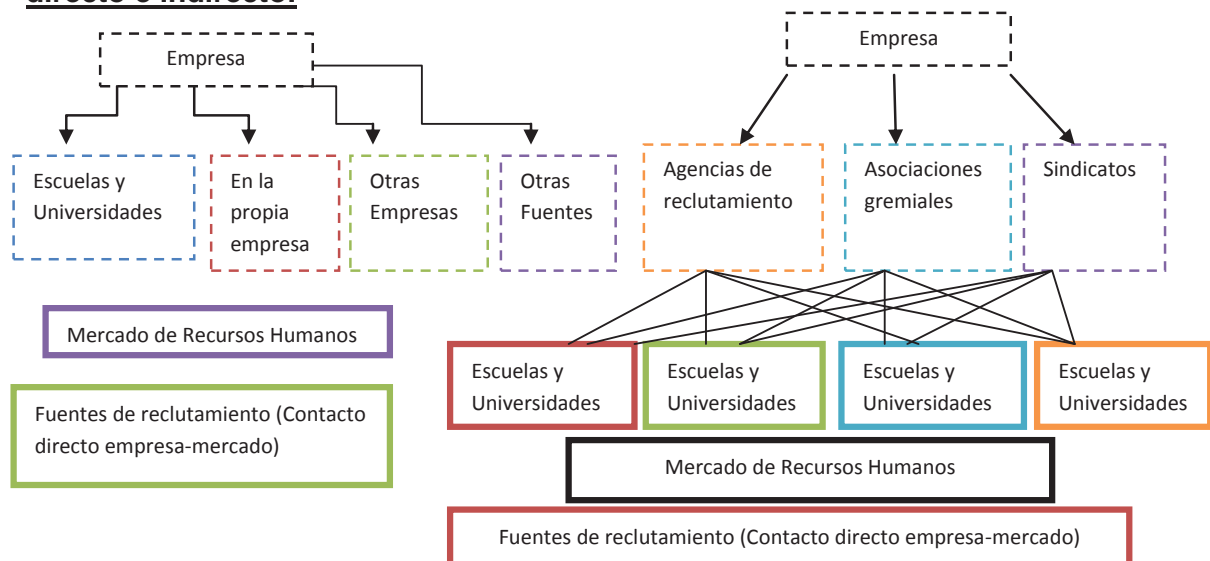 directo e indirecto:
Empresa
Escuelas y
Universidades
En la
propia
empresa
Otras
Empresas
Otras
Fuentes
Mercado de Recursos Humanos
Fuentes de reclutamiento (Contacto
directo empresa-mercado)
Empresa
Agencias de
reclutamiento
Asociaciones
gremiales
Sindicatos
Escuelas y
Universidades
Escuelas y
Universidades
Escuelas y
Universidades
Escuelas y
Universidades
Mercado de Recursos Humanos
Fuentes de reclutamiento (Contacto directo empresa-mercado)